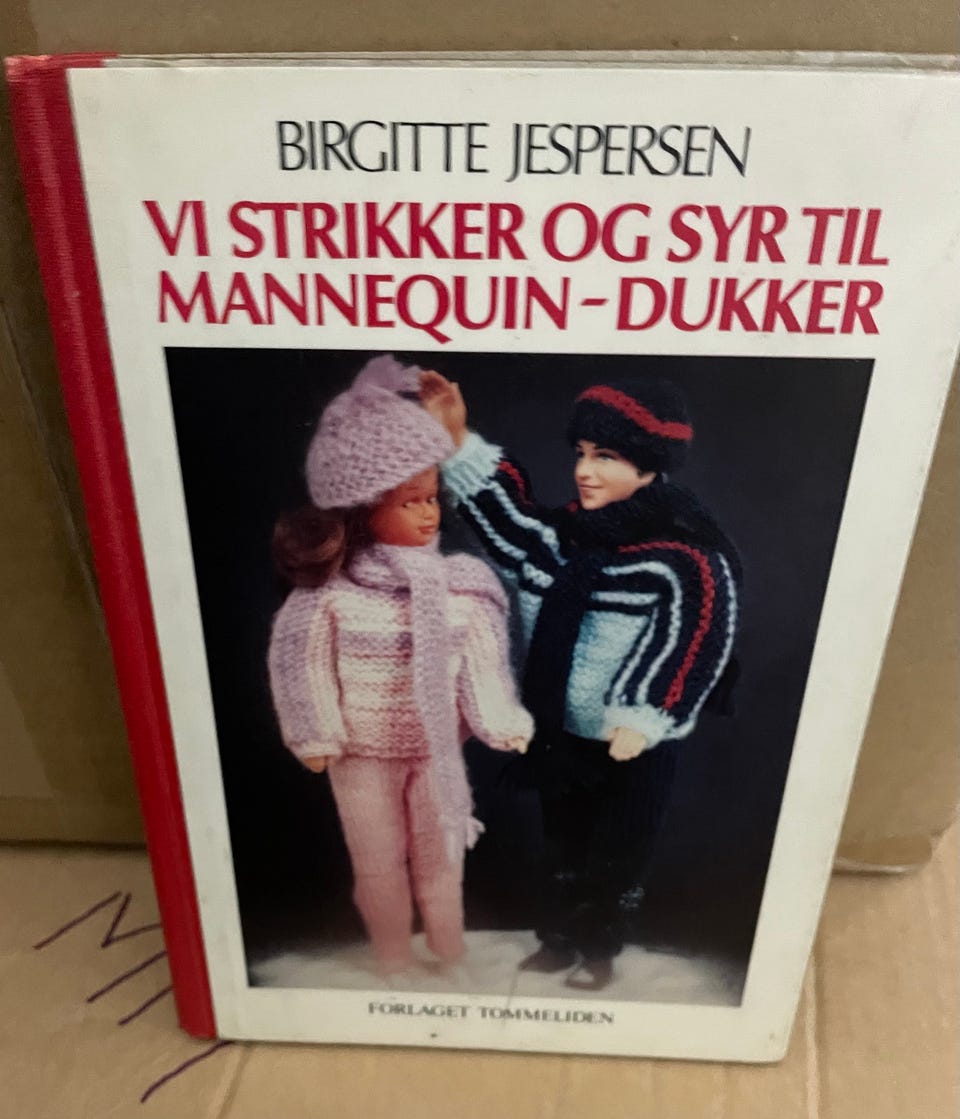 BIRGITTE JESPERSEN
VI STRIKKER OG SYR TIL
MANNEQUIN-DUKKER
FORLAGET TOMMELIDEN